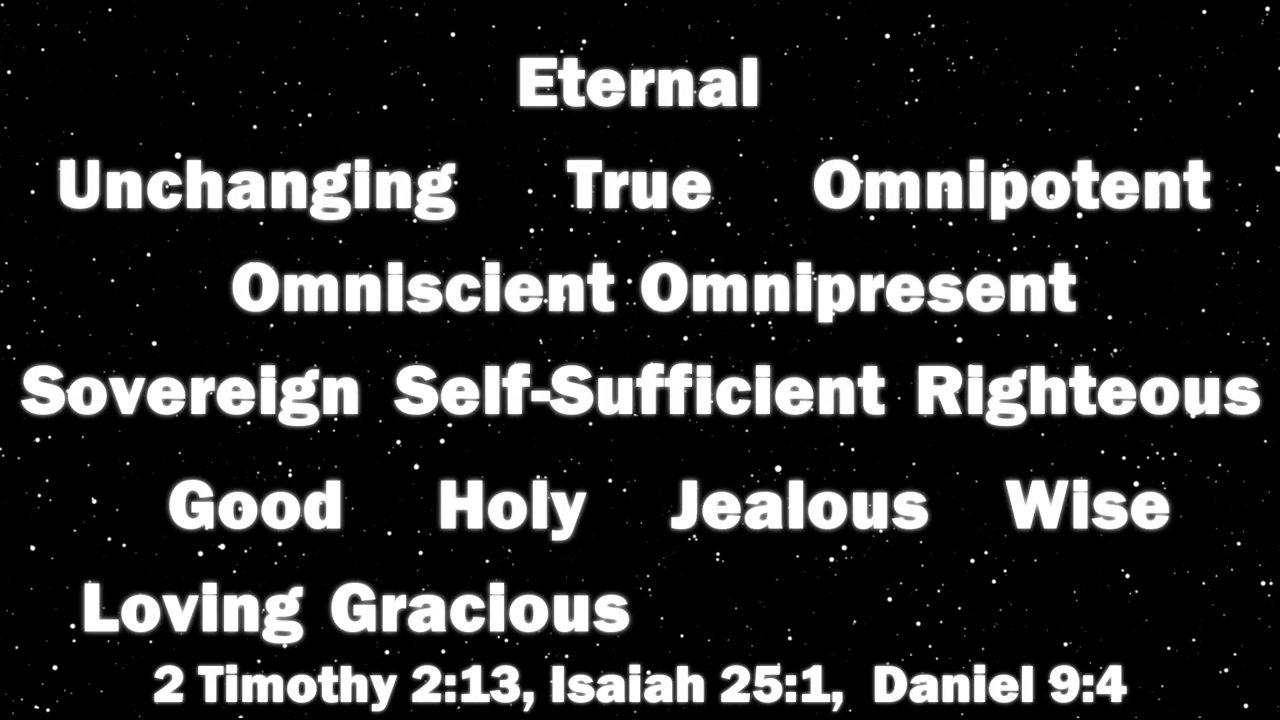 Eternal
Unchanging True Omnipotent
Omniscient Omnipresent
Sovereign Self-Sufficient Righteous
Good Holy Jealous Wise
Loving Gracious
2 Timothy 2:13, Isaiah 25:1, Daniel 9:4